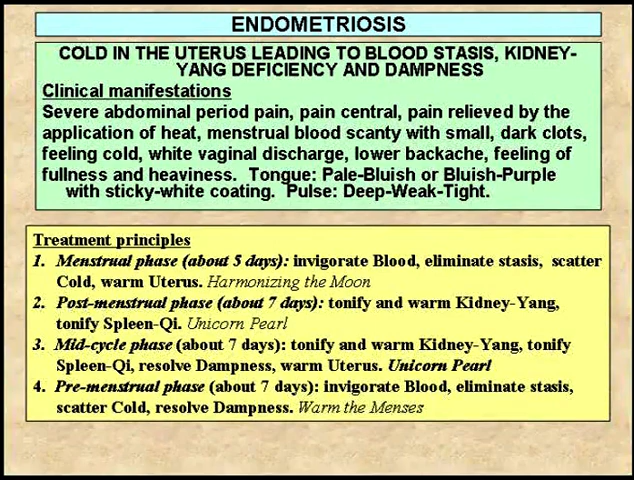 ENDOMETRIOSIS
COLD IN THE UTERUS LEADING TO BLOOD STASIS, KIDNEY-
YANG DEFICIENCY AND DAMPNESS
Clinical manifestations
Severe abdominal period pain, pain central, pain relieved by the
application of heat, menstrual blood scanty with small, dark clots,
feeling cold, white vaginal discharge, lower backache, feeling of
fullness and heaviness. Tongue: Pale-Bluish or Bluish-Purple
with sticky-white coating. Pulse: Deep-Weak-Tight.
Treatment principles
1. Menstrual phase (about 5 days): invigorate Blood, eliminate stasis, scatter
Cold, warm Uterus. Harmonizing the Moon
2. Post-menstrual phase (about 7 days): tonify and warm Kidney-Yang,
tonify Spleen-Qi. Unicorn Pearl
3. Mid-cycle phase (about 7 days): tonify and warm Kidney-Yang, tonify
Spleen-Qi, resolve Dampness, warm Uterus. Unicorn Pearl
4. Pre-menstrual phase (about 7 days): invigorate Blood, eliminate stasis,
scatter Cold, resolve Dampness. Warm the Menses